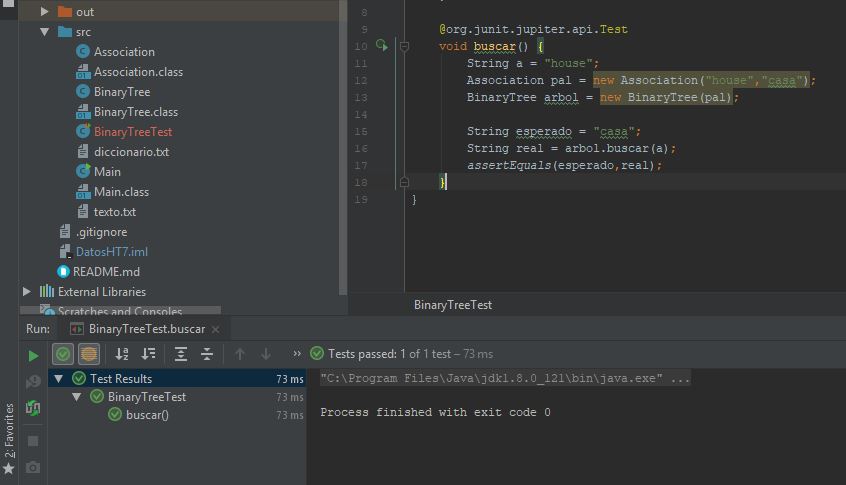 out
src
Association
Association.class
BinaryTree
BinaryTree.class
BinaryTreeTest
diccionario.txt
Main
Main.class
texto.txt
.gitignore
DatosHT7.iml
README.md
External Libraries
Scratches and Consoles
8
9 @org.junit.jupiter.api.Test
10 void buscar() {
11 String a = "house";
12 Association pal = new Association("house","casa");
13 BinaryTree arbol = new BinaryTree(pal);
14
15 String esperado = "casa";
16 String real = arbol.buscar(a);
17 assertEquals(esperado,real);
18 }
19 }
BinaryTreeTest
Run: BinaryTreeTest.buscar
Tests passed: 1 of 1 test – 73 ms
Test Results 73 ms
BinaryTreeTest 73 ms
buscar() 73 ms
"C:\Program Files\Java\jdk1.8.0_121\bin\java.exe" ...
Process finished with exit code 0
2: Favorites